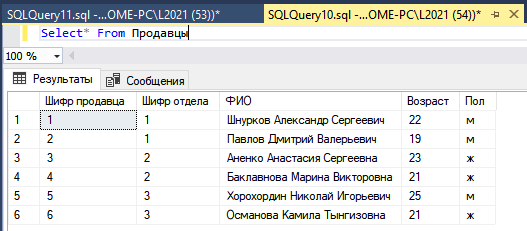 SQLQuery11.sql -...OME-PC\L2021 (53))*
SQLQuery10.sql -...OME-PC\L2021 (54))*
Select* From Продавцы
100 %
Результаты Сообщения
Шифр продавца Шифр отдела ФИО Возраст Пол
1 1 1 Шнурков Александр Сергеевич 22 м
2 2 1 Павлов Дмитрий Валерьевич 19 м
3 3 2 Аненко Анастасия Сергеевна 23 ж
4 4 2 Баклавнова Марина Викторовна 21 ж
5 5 3 Хорохордин Николай Игорьевич 25 м
6 6 3 Османова Камила Тынгизовна 21 ж